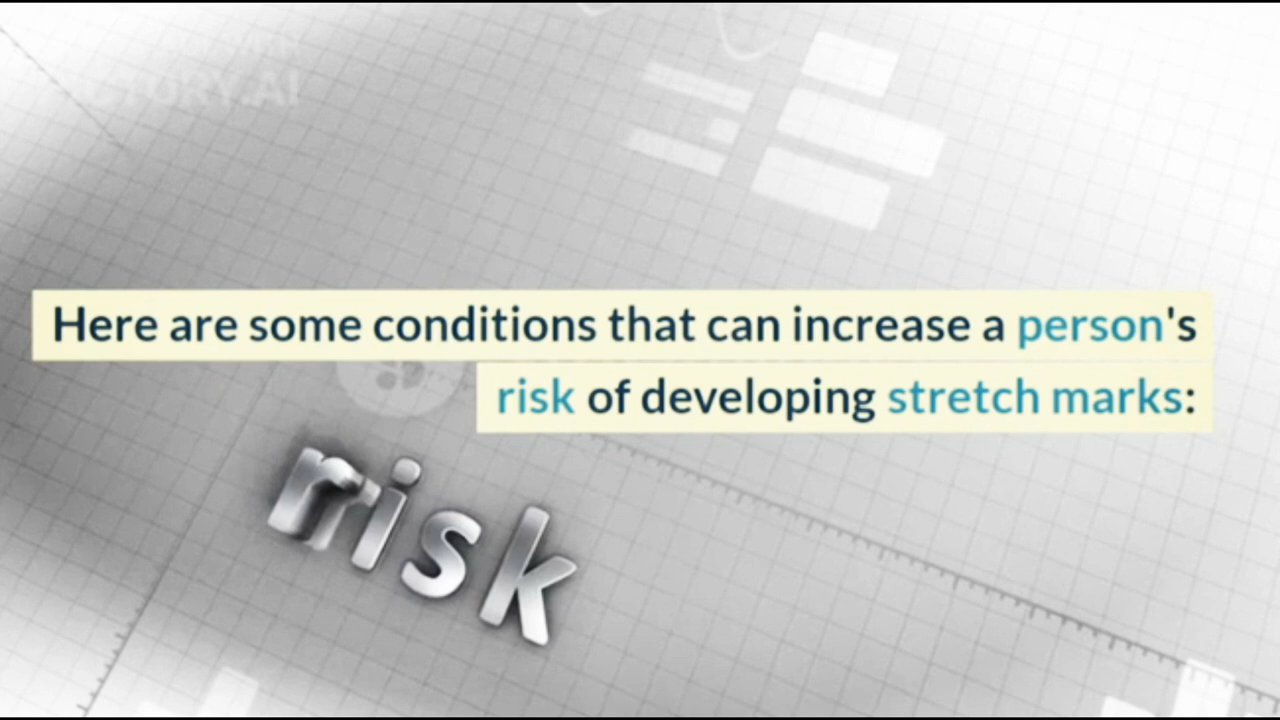 Here are some conditions that can increase a person's
risk of developing stretch marks:
risk